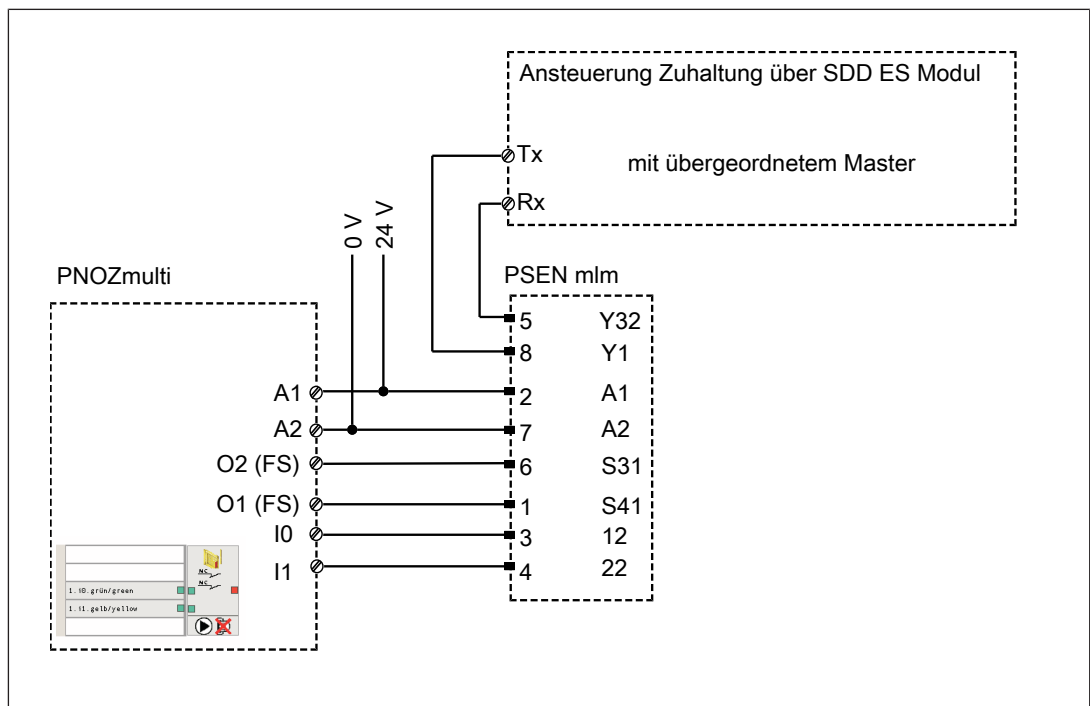 Ansteuerung Zuhaltung über SDD ES Modul
mit übergeordnetem Master
Tx
Rx
0 V
24 V
PNOZmulti
PSEN mlm
5 Y32
8 Y1
A1 2 A1
A2 7 A2
O2 (FS) 6 S31
O1 (FS) 1 S41
I0 3 12
I1 4 22
NC
NC
1.i0.grün/green
1.i1.gelb/yellow